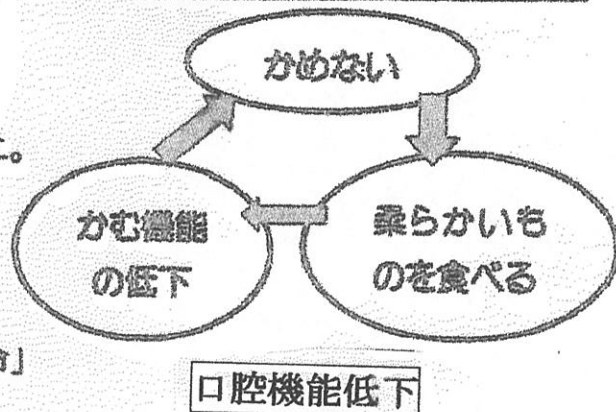 かめない
かむ機能
の低下
柔らかいも
のを食べる
口腔機能低下